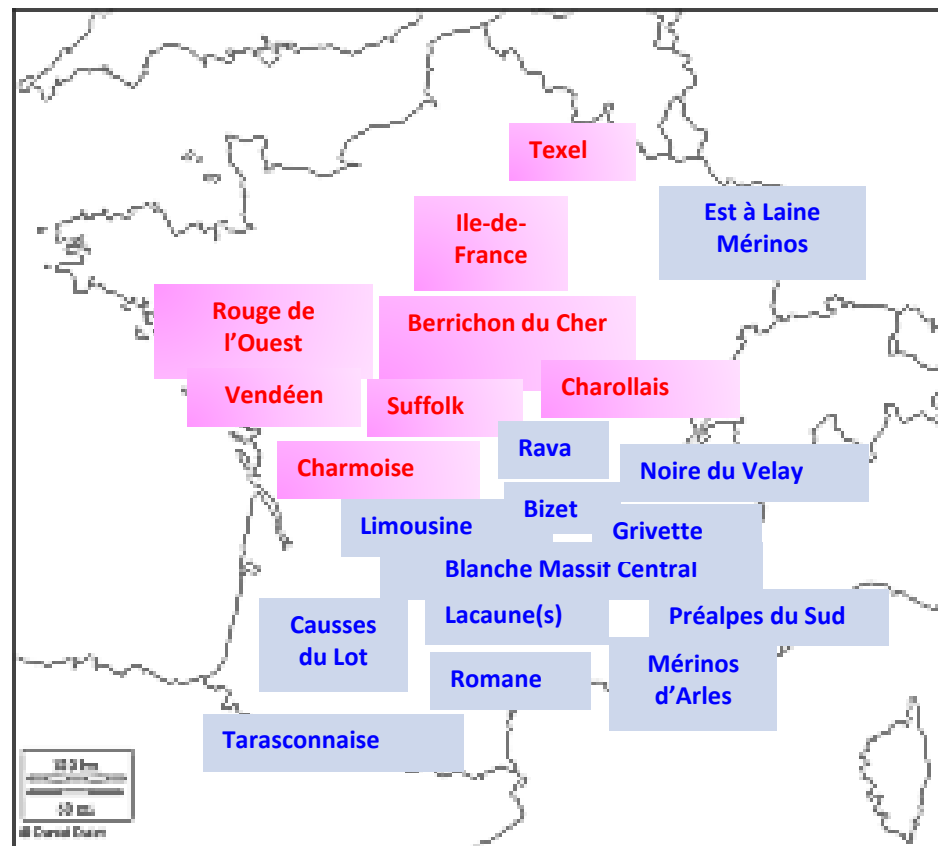 Texel
Est à Laine
Mérinos
Ile-de-
France
Rouge de
l'Ouest
Berrichon du Cher
Vendéen
Suffolk
Charollais
Rava
Charmoise
Noire du Velay
Bizet
Limousine
Grivette
Blanche Massif Central
Lacaune(s)
Préalpes du Sud
Causses
du Lot
Romane
Mérinos
d'Arles
Tarasconnaise